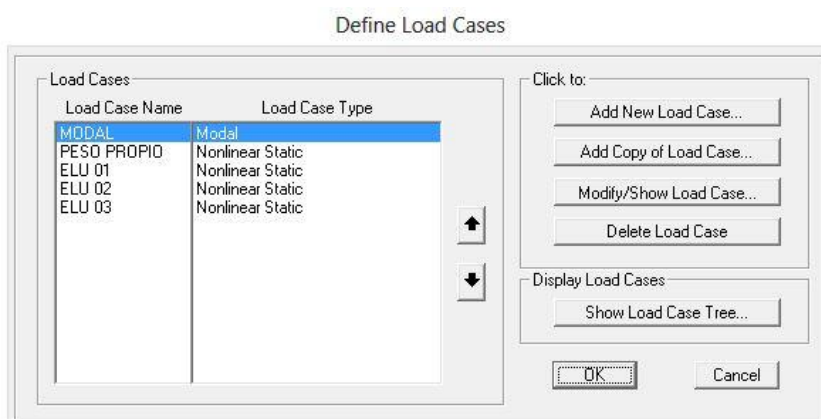 Define Load Cases
Load Cases
Load Case Name Load Case Type
MODAL Modal
PESO PROPIO Nonlinear Static
ELU 01 Nonlinear Static
ELU 02 Nonlinear Static
ELU 03 Nonlinear Static
Click to:
Add New Load Case...
Add Copy of Load Case...
Modify/Show Load Case...
Delete Load Case
Display Load Cases
Show Load Case Tree...
OK Cancel